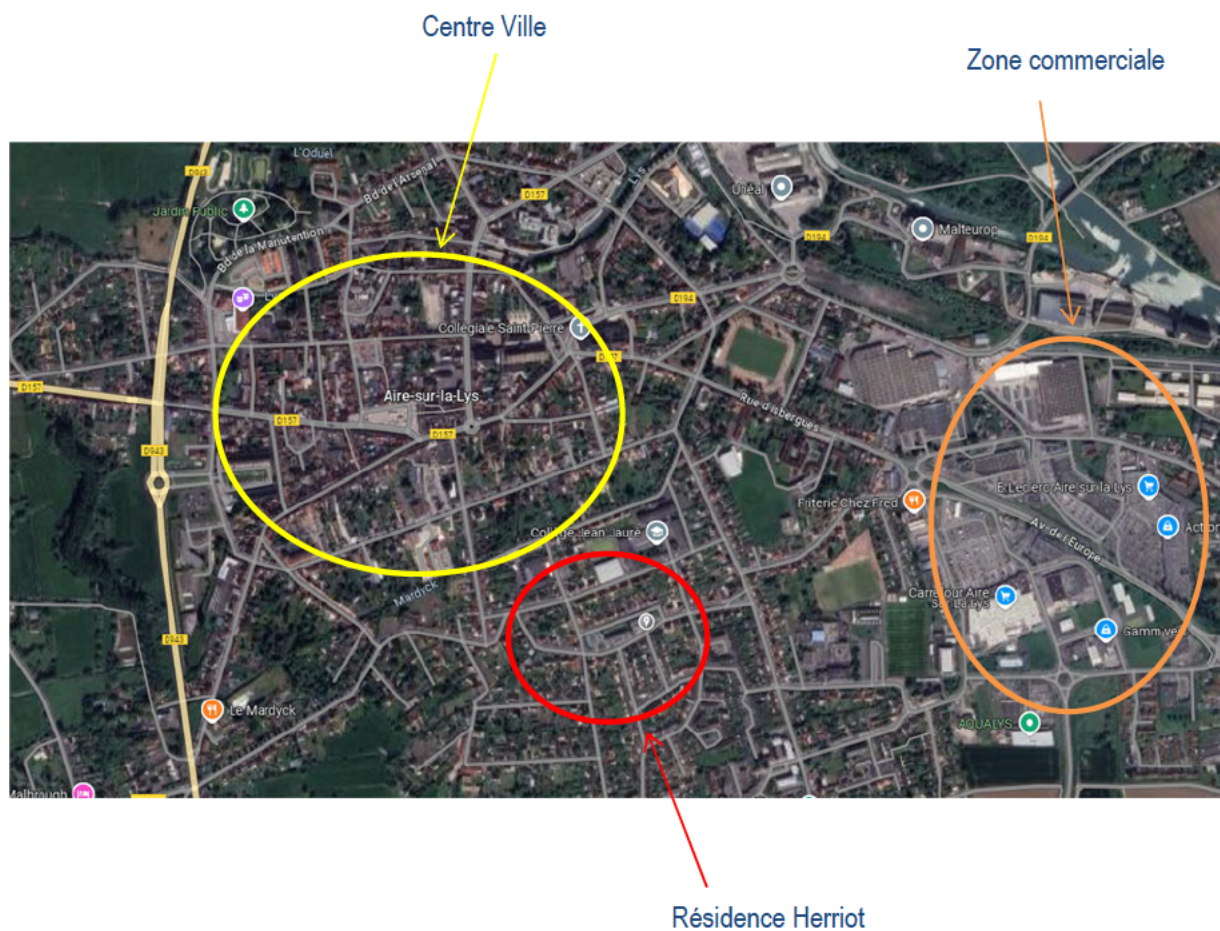 Centre Ville
Zone commerciale
D943
L'Oduel
Bd de l'Arsenal
Lys
D157
Unéal
Jardin Public
Malteurop
D194
D194
Bd de la Manutention
D194
Collégiale Saint-Pierre
D157
Aire-sur-la-Lys
Rue d'Isbergues
D157
D157
D943
E.Leclerc Aire-sur-la-Lys
Friterie Chez Fred
Action
Av. de l'Europe
Collège Jean Jaurè
Mardyck
Carrefour Aire
sur La Lys
Gamm vert
D943
Le Mardyck
AQUALYS
Malbrough
Résidence Herriot